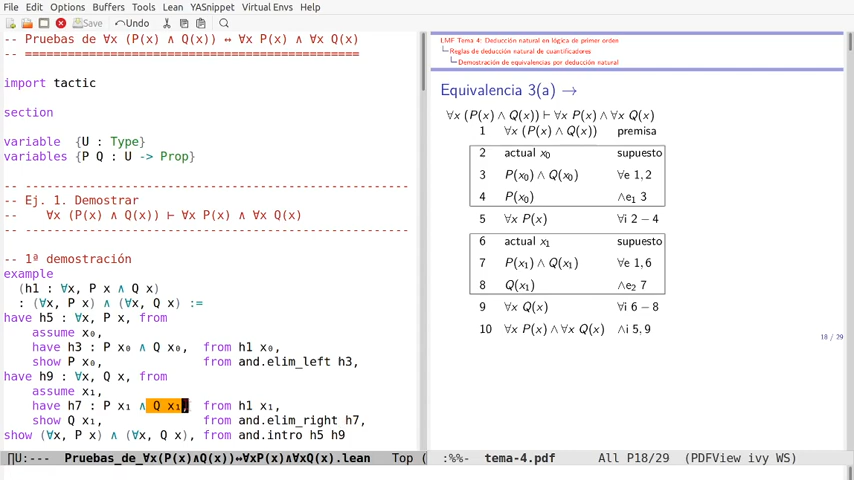 File Edit Options Buffers Tools Lean YASnippet Virtual Envs Help
Save Undo
-- Pruebas de ∀x (P(x) ∧ Q(x)) ↔ ∀x P(x) ∧ ∀x Q(x)
-- ==============================================
import tactic
section
variable  {U : Type}
variables {P Q : U -> Prop}
-- ----------------------------------------------------
-- Ej. 1. Demostrar
--    ∀x (P(x) ∧ Q(x)) ⊢ ∀x P(x) ∧ ∀x Q(x)
-- ----------------------------------------------------
-- 1ª demostración
example
  (h1 : ∀x, P x ∧ Q x)
  : (∀x, P x) ∧ (∀x, Q x) :=
have h5 : ∀x, P x, from
    assume x₀,
    have h3 : P x₀ ∧ Q x₀,  from h1 x₀,
    show P x₀,              from and.elim_left h3,
have h9 : ∀x, Q x, from
    assume x₁,
    have h7 : P x₁ ∧ Q x₁,  from h1 x₁,
    show Q x₁,              from and.elim_right h7,
show (∀x, P x) ∧ (∀x, Q x), from and.intro h5 h9
∏U:---  Pruebas_de_∀x(P(x)∧Q(x))↔∀xP(x)∧∀xQ(x).lean   Top (
LMF Tema 4: Deducción natural en lógica de primer orden
Reglas de deducción natural de cuantificadores
Demostración de equivalencias por deducción natural
Equivalencia 3(a) →
∀x (P(x) ∧ Q(x)) ⊢ ∀x P(x) ∧ ∀x Q(x)
1 ∀x (P(x) ∧ Q(x)) premisa
2 actual x₀ supuesto
3 P(x₀) ∧ Q(x₀) ∀e 1, 2
4 P(x₀) ∧e₁ 3
5 ∀x P(x) ∀i 2 − 4
6 actual x₁ supuesto
7 P(x₁) ∧ Q(x₁) ∀e 1, 6
8 Q(x₁) ∧e₂ 7
9 ∀x Q(x) ∀i 6 − 8
10 ∀x P(x) ∧ ∀x Q(x) ∧i 5, 9
18 / 29
:%%-  tema-4.pdf      All P18/29  (PDFView ivy WS)